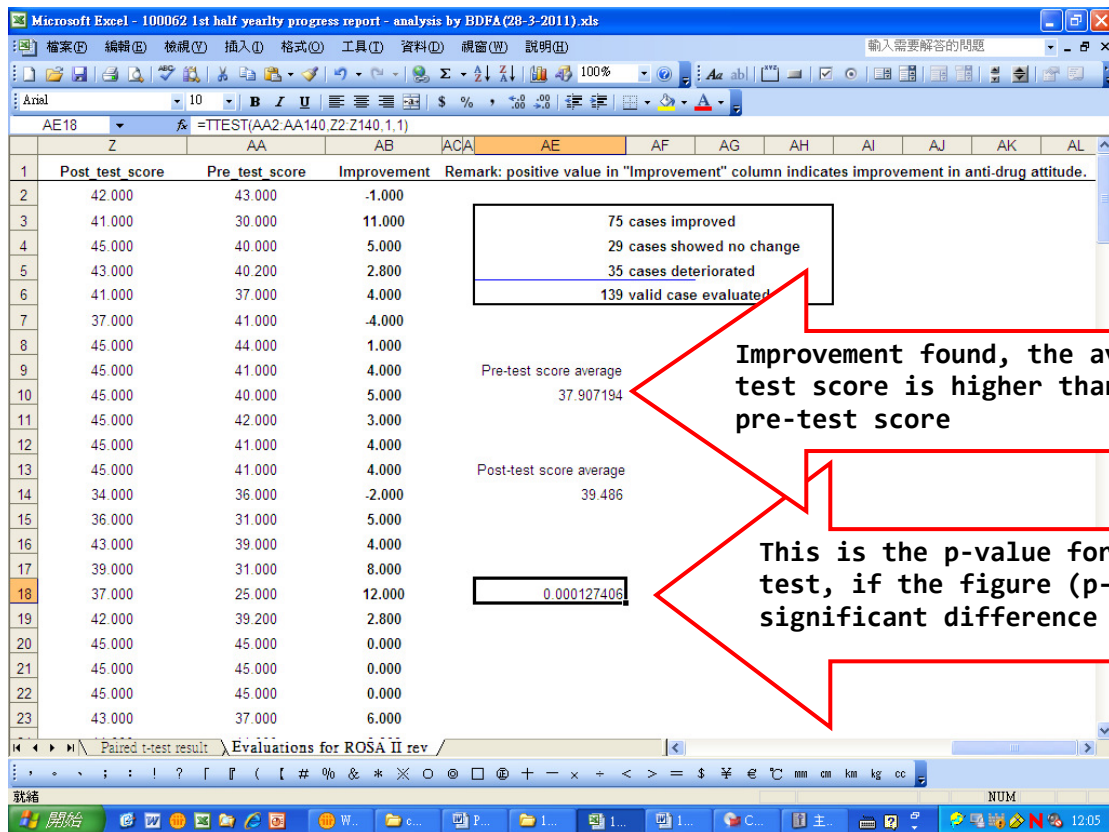 Microsoft Excel - 100062 1st half yearlty progress report - analysis by BDFA(28-3-2011).xls
檔案(F) 編輯(E) 檢視(V) 插入(I) 格式(O) 工具(T) 資料(D) 視窗(W) 說明(H) 輸入需要解答的問題
100%
Arial 10 B I U $ % ,
AE18 fx =TTEST(AA2:AA140,Z2:Z140,1,1)
Z AA AB AC AE AF AG AH AI AJ AK AL
1 Post_test_score Pre_test_score Improvement Remark: positive value in "Improvement" column indicates improvement in anti-drug attitude.
2 42.000 43.000 -1.000
3 41.000 30.000 11.000 75 cases improved
4 45.000 40.000 5.000 29 cases showed no change
5 43.000 40.200 2.800 35 cases deteriorated
6 41.000 37.000 4.000 139 valid case evaluated
7 37.000 41.000 -4.000
8 45.000 44.000 1.000
9 45.000 41.000 4.000 Pre-test score average
10 45.000 40.000 5.000 37.907194
11 45.000 42.000 3.000
12 45.000 41.000 4.000
13 45.000 41.000 4.000 Post-test score average
14 34.000 36.000 -2.000 39.486
15 36.000 31.000 5.000
16 43.000 39.000 4.000
17 39.000 31.000 8.000
18 37.000 25.000 12.000 0.000127406
19 42.000 39.200 2.800
20 45.000 45.000 0.000
21 45.000 45.000 0.000
22 45.000 45.000 0.000
23 43.000 37.000 6.000
Improvement found, the av
test score is higher than
pre-test score
This is the p-value for
test, if the figure (p-
significant difference
Paired t-test result Evaluations for ROSA II rev
, 。 、 ; : ! ? 「 『 ( 【 # % & * ※ ○ ◎ □ ⊕ + － × ÷ < > = $ ¥ € ℃ mm cm km kg cc
就緒 NUM
開始 W... c... P... 1... 1... 1... C... 主.. 12:05